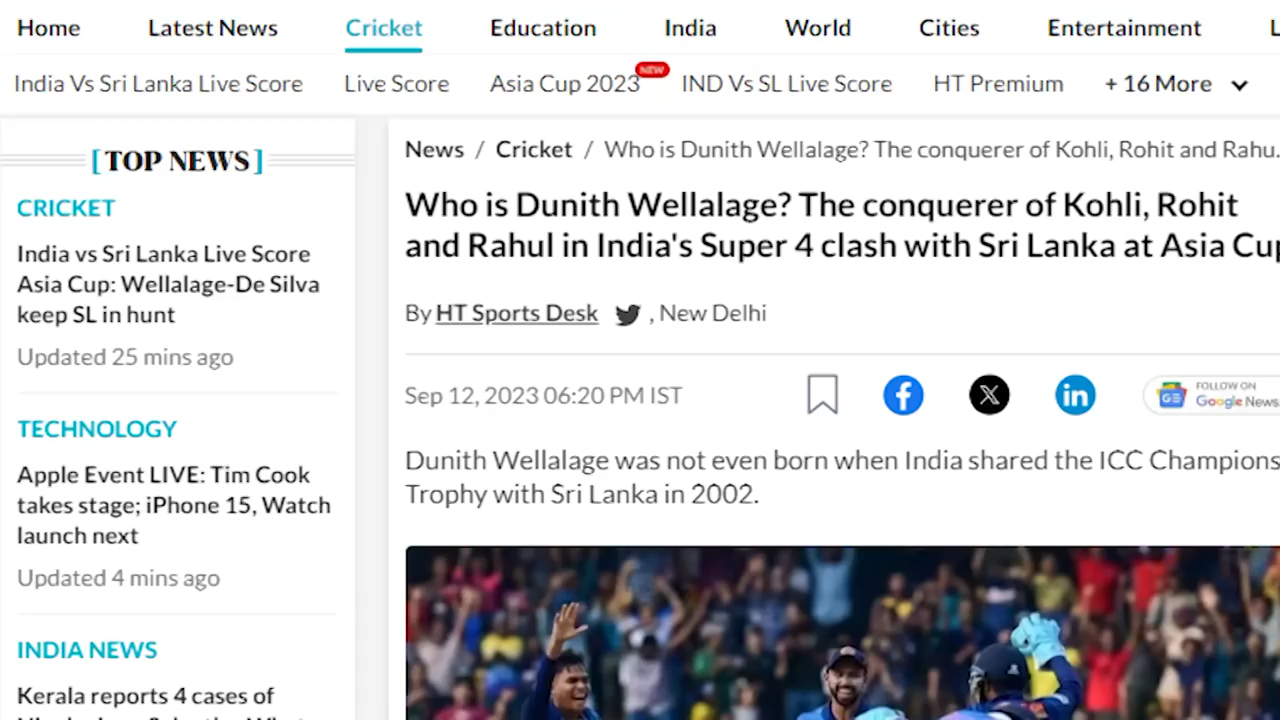 Home Latest News Cricket Education India World Cities Entertainment
India Vs Sri Lanka Live Score Live Score Asia Cup 2023 NEW IND Vs SL Live Score HT Premium + 16 More
[TOP NEWS]
CRICKET
India vs Sri Lanka Live Score
Asia Cup: Wellalage-De Silva
keep SL in hunt
Updated 25 mins ago
TECHNOLOGY
Apple Event LIVE: Tim Cook
takes stage; iPhone 15, Watch
launch next
Updated 4 mins ago
INDIA NEWS
Kerala reports 4 cases of
News / Cricket / Who is Dunith Wellalage? The conquerer of Kohli, Rohit and Rahu.
Who is Dunith Wellalage? The conquerer of Kohli, Rohit
and Rahul in India's Super 4 clash with Sri Lanka at Asia Cup
By HT Sports Desk , New Delhi
Sep 12, 2023 06:20 PM IST
FOLLOW ON
Google News
Dunith Wellalage was not even born when India shared the ICC Champions
Trophy with Sri Lanka in 2002.